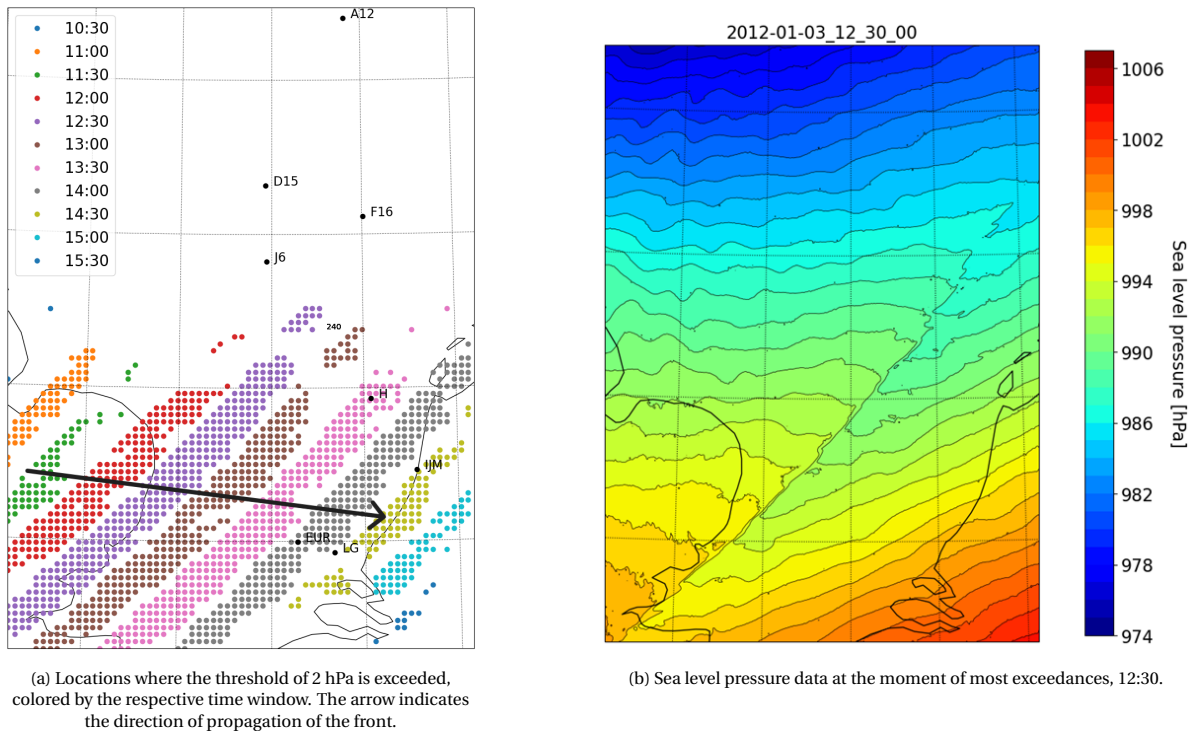 10:30
11:00
11:30
12:00
12:30
13:00
13:30
14:00
14:30
15:00
15:30
A12
D15
F16
J6
240
H
IJM
EUR
LG
(a) Locations where the threshold of 2 hPa is exceeded,
colored by the respective time window. The arrow indicates
the direction of propagation of the front.
2012-01-03_12_30_00
1006
1002
998
994
990
986
982
978
974
Sea level pressure [hPa]
(b) Sea level pressure data at the moment of most exceedances, 12:30.